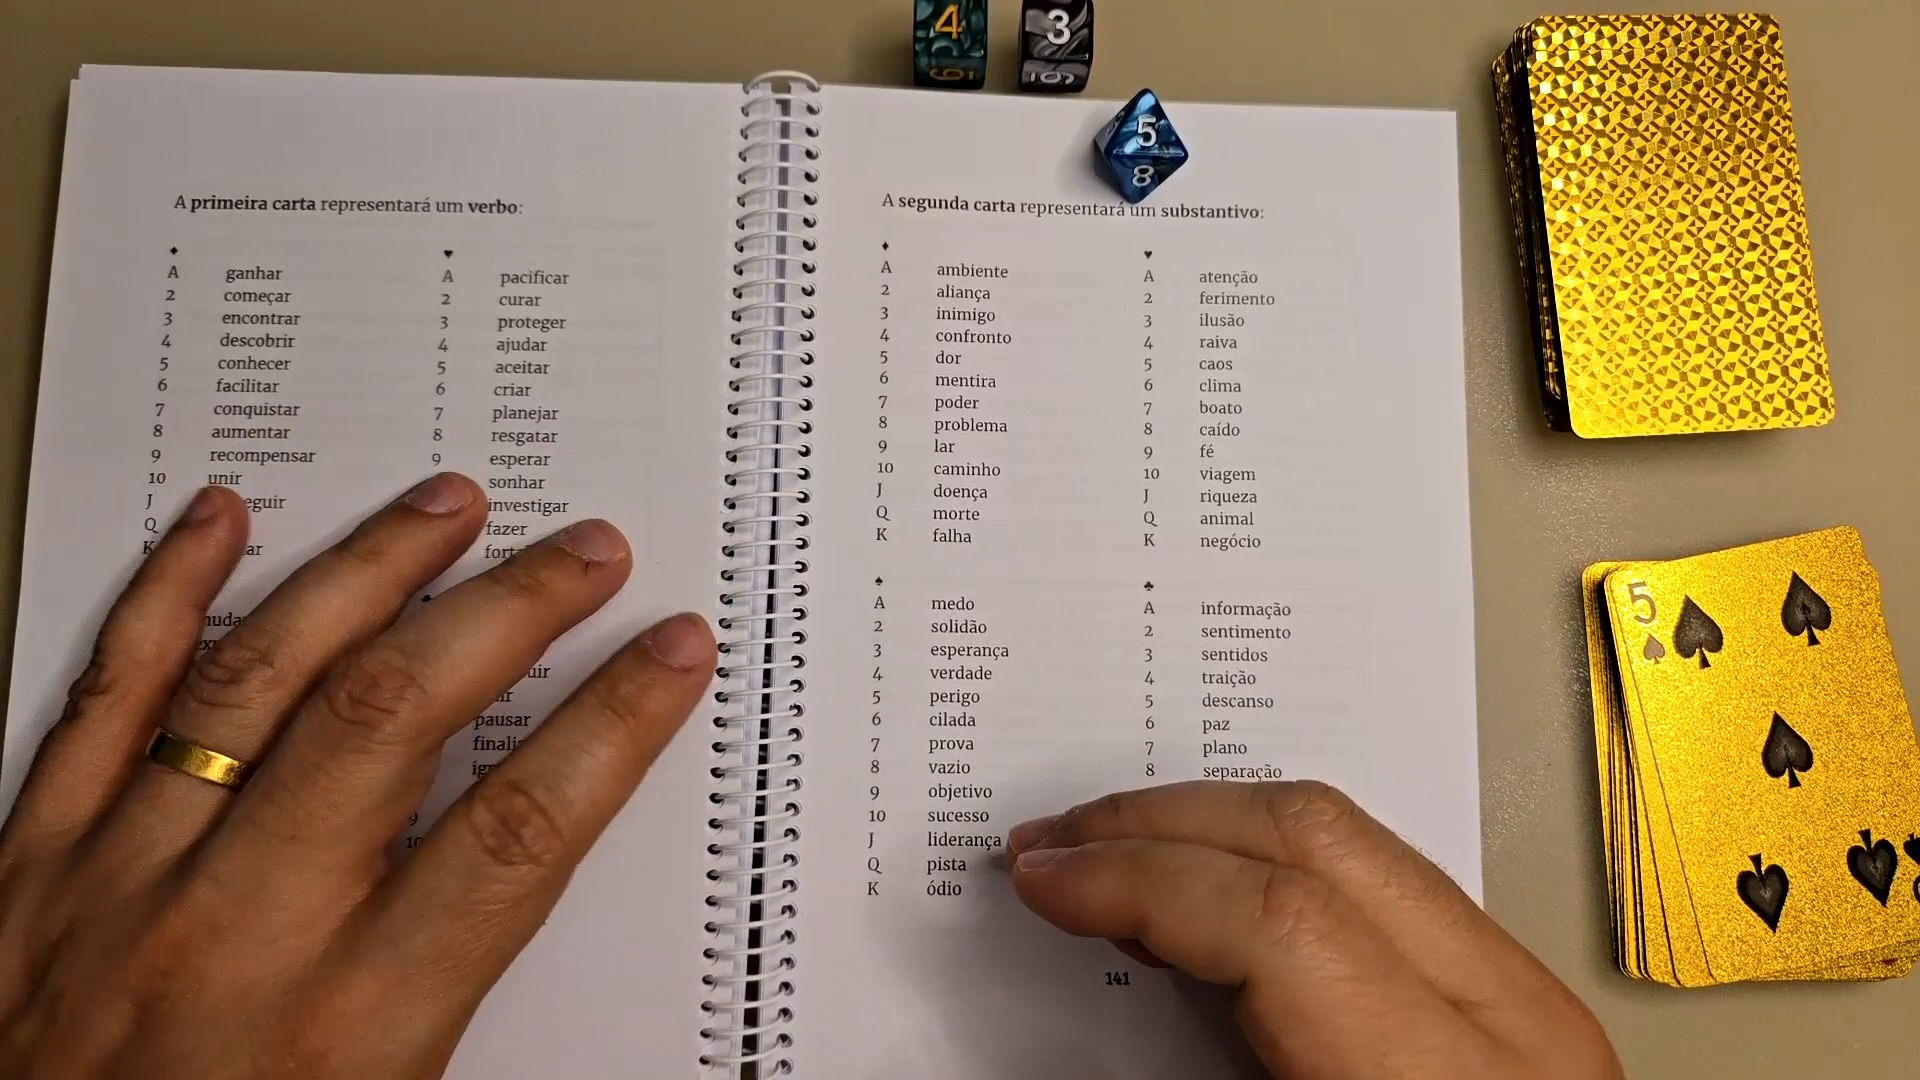 4
6
3
6
5
8
A primeira carta representará um verbo:
♦
A ganhar
2 começar
3 encontrar
4 descobrir
5 conhecer
6 facilitar
7 conquistar
8 aumentar
9 recompensar
10 unir
J
Q
K
♥
A pacificar
2 curar
3 proteger
4 ajudar
5 aceitar
6 criar
7 planejar
8 resgatar
9 esperar
sonhar
investigar
fazer
pausar
9
10
A segunda carta representará um substantivo:
♦
A ambiente
2 aliança
3 inimigo
4 confronto
5 dor
6 mentira
7 poder
8 problema
9 lar
10 caminho
J doença
Q morte
K falha
♥
A atenção
2 ferimento
3 ilusão
4 raiva
5 caos
6 clima
7 boato
8 caído
9 fé
10 viagem
J riqueza
Q animal
K negócio
♠
A medo
2 solidão
3 esperança
4 verdade
5 perigo
6 cilada
7 prova
8 vazio
9 objetivo
10 sucesso
J liderança
Q pista
K ódio
♣
A informação
2 sentimento
3 sentidos
4 traição
5 descanso
6 paz
7 plano
8 separação
141
5